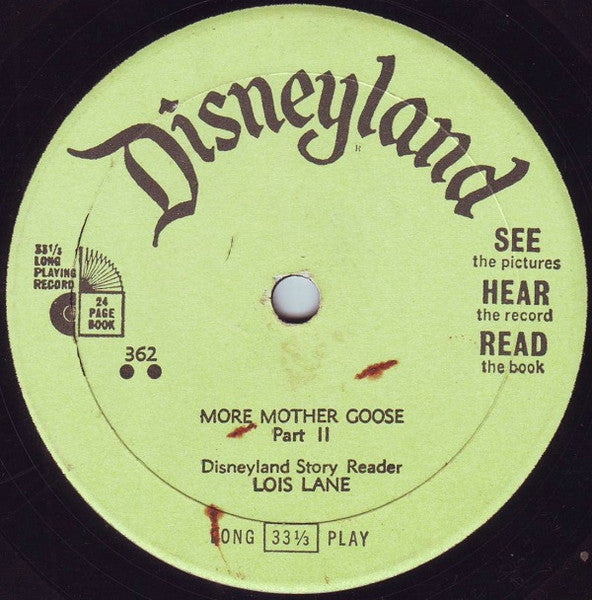 Disneyland
R
SEE
the pictures
HEAR
the record
READ
the book
33⅓
LONG
PLAYING
RECORD
24
PAGE
BOOK
362
MORE MOTHER GOOSE
Part II
Disneyland Story Reader
LOIS LANE
LONG 33⅓ PLAY